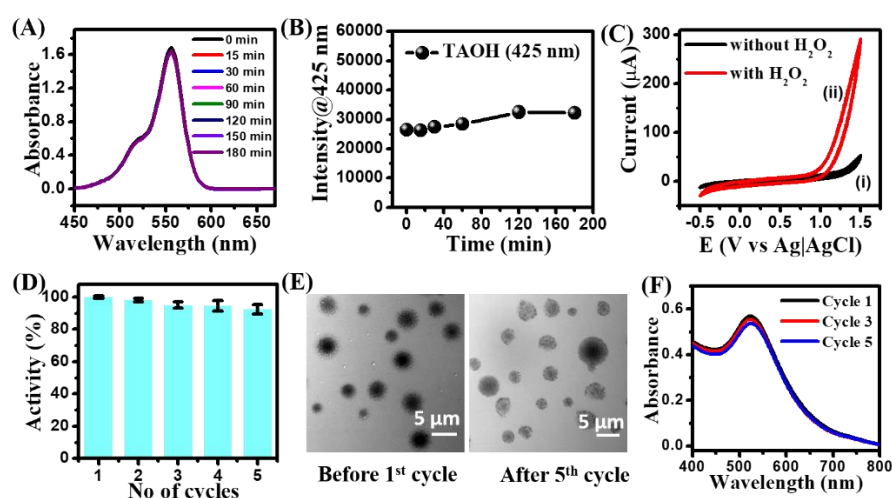 (A)
0 min
15 min
30 min
60 min
90 min
120 min
150 min
180 min
Absorbance
1.6
1.2
0.8
0.4
0.0
450 500 550 600 650
Wavelength (nm)
(B)
TAOH (425 nm)
Intensity@425 nm
60000
50000
40000
30000
20000
10000
0
0 40 80 120 160 200
Time (min)
(C)
without H₂O₂
with H₂O₂
(ii)
(i)
Current (μA)
300
200
100
0
-0.5 0.0 0.5 1.0 1.5
E (V vs Ag|AgCl)
(D)
Activity (%)
100
80
60
40
20
0
1 2 3 4 5
No of cycles
(E)
5 μm
5 μm
Before 1ˢᵗ cycle
After 5ᵗʰ cycle
(F)
Cycle 1
Cycle 3
Cycle 5
Absorbance
0.6
0.4
0.2
0.0
400 500 600 700 800
Wavelength (nm)